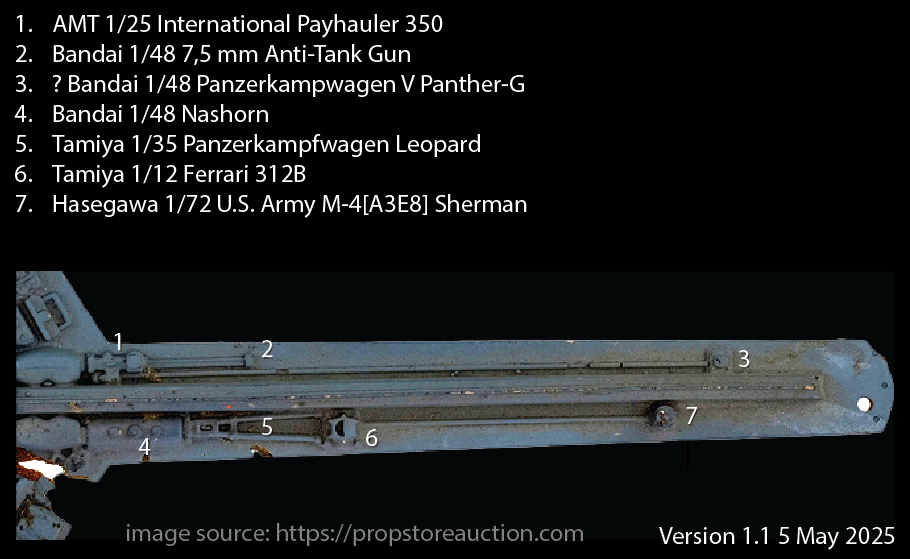 1. AMT 1/25 International Payhauler 350
2. Bandai 1/48 7,5 mm Anti-Tank Gun
3. ? Bandai 1/48 Panzerkampwagen V Panther-G
4. Bandai 1/48 Nashorn
5. Tamiya 1/35 Panzerkampfwagen Leopard
6. Tamiya 1/12 Ferrari 312B
7. Hasegawa 1/72 U.S. Army M-4[A3E8] Sherman
1
2
3
4
5
6
7
image source: https://propstoreauction.com
Version 1.1 5 May 2025